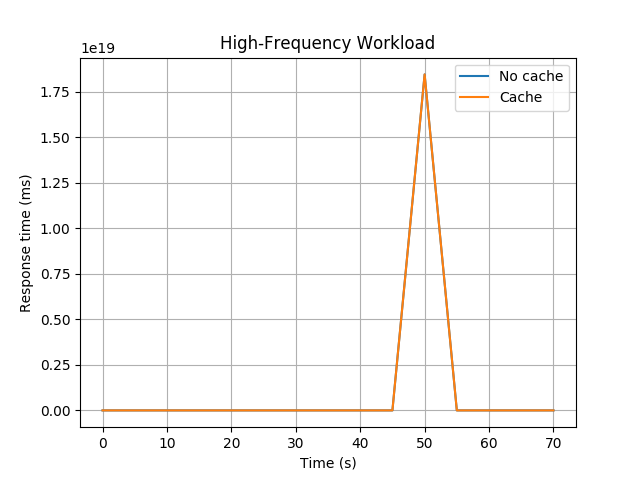 High-Frequency Workload
1e19
No cache
Cache
1.75
1.50
1.25
1.00
0.75
0.50
0.25
0.00
Response time (ms)
0 10 20 30 40 50 60 70
Time (s)